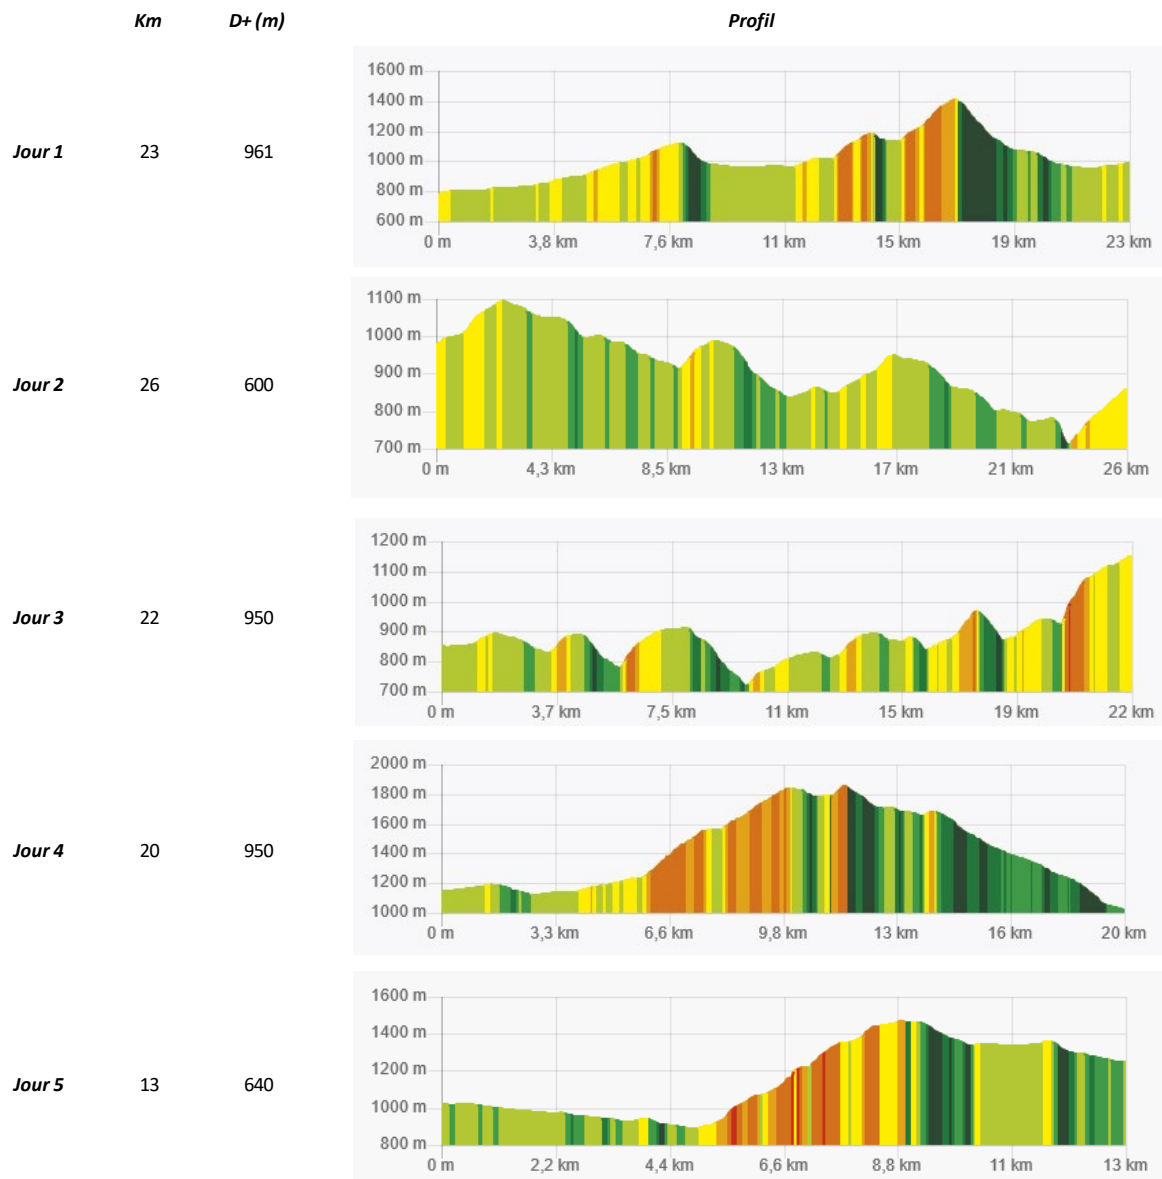 Km D+ (m) Profil
Jour 1 23 961
1600 m
1400 m
1200 m
1000 m
800 m
600 m
0 m 3,8 km 7,6 km 11 km 15 km 19 km 23 km
Jour 2 26 600
1100 m
1000 m
900 m
800 m
700 m
0 m 4,3 km 8,5 km 13 km 17 km 21 km 26 km
Jour 3 22 950
1200 m
1100 m
1000 m
900 m
800 m
700 m
0 m 3,7 km 7,5 km 11 km 15 km 19 km 22 km
Jour 4 20 950
2000 m
1800 m
1600 m
1400 m
1200 m
1000 m
0 m 3,3 km 6,6 km 9,8 km 13 km 16 km 20 km
Jour 5 13 640
1600 m
1400 m
1200 m
1000 m
800 m
0 m 2,2 km 4,4 km 6,6 km 8,8 km 11 km 13 km